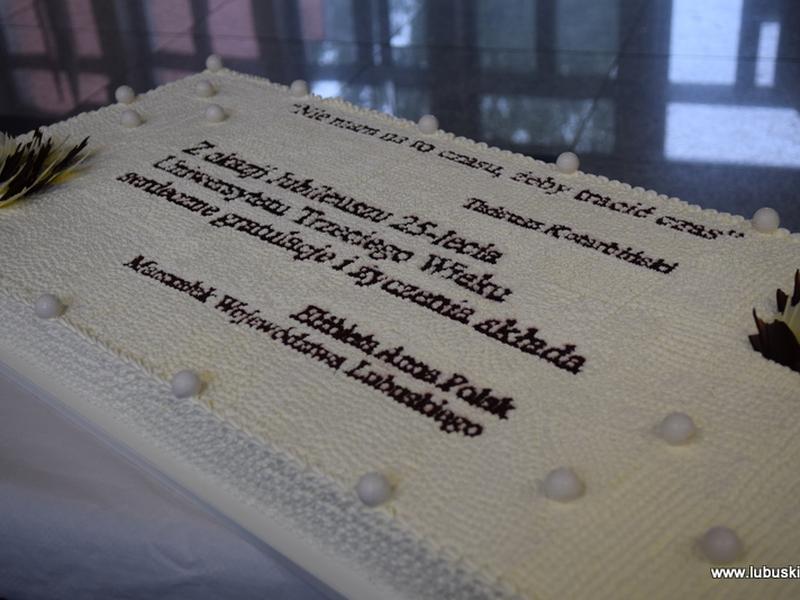 "Nie mam na to czasu, żeby tracić czas"
Tadeusz Kotarbiński
Z okazji Jubileuszu 25-lecia
Uniwersytetu Trzeciego Wieku
serdeczne gratulacje i życzenia składa
Elżbieta Anna Polak
Marszałek Województwa Lubuskiego
www.lubuski